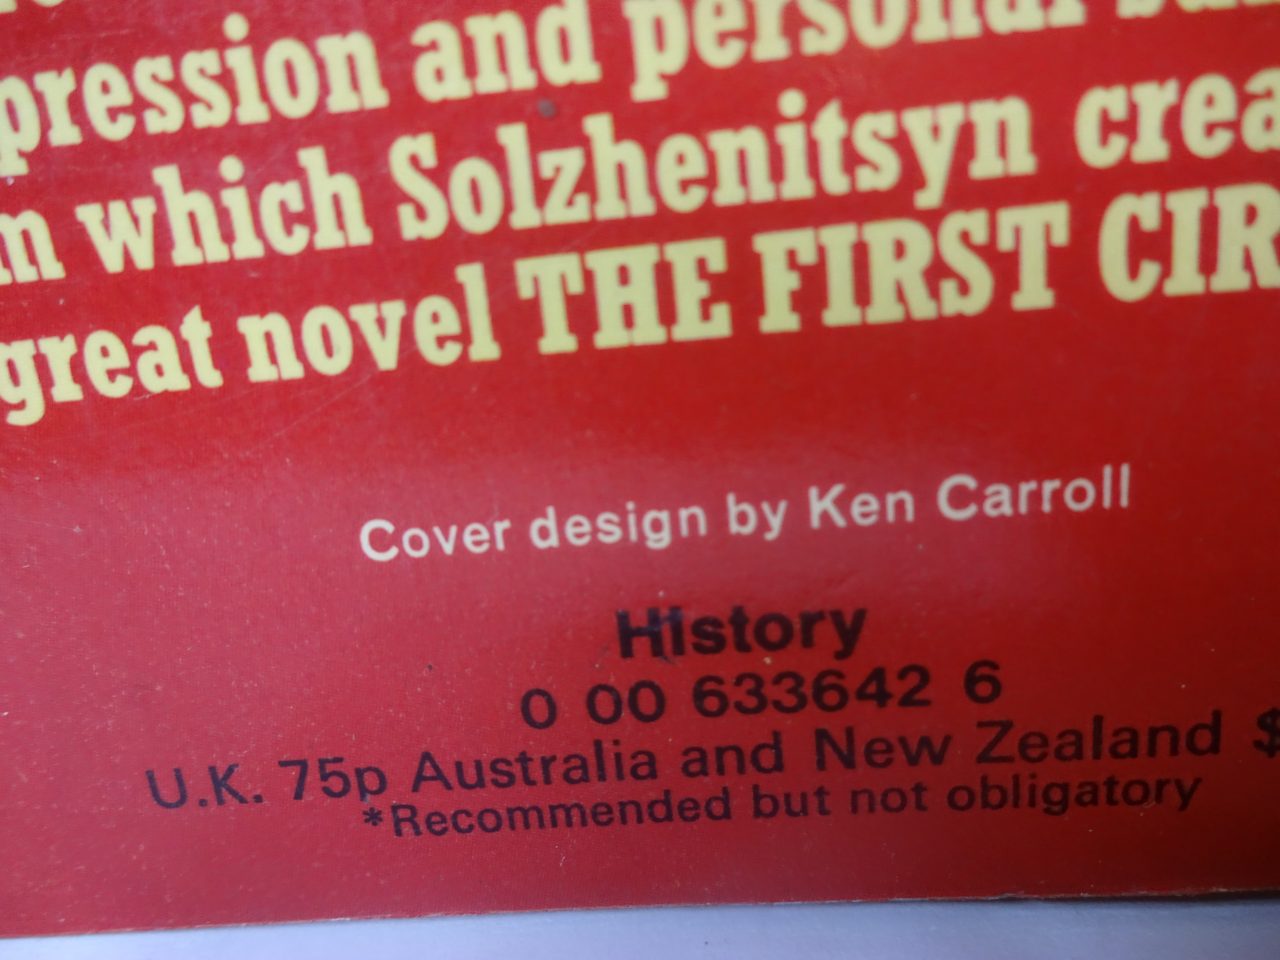 pression and personal
m which Solzhenitsyn crea
great novel THE FIRST CIR
Cover design by Ken Carroll
History
0 00 633642 6
U.K. 75p Australia and New Zealand $
*Recommended but not obligatory